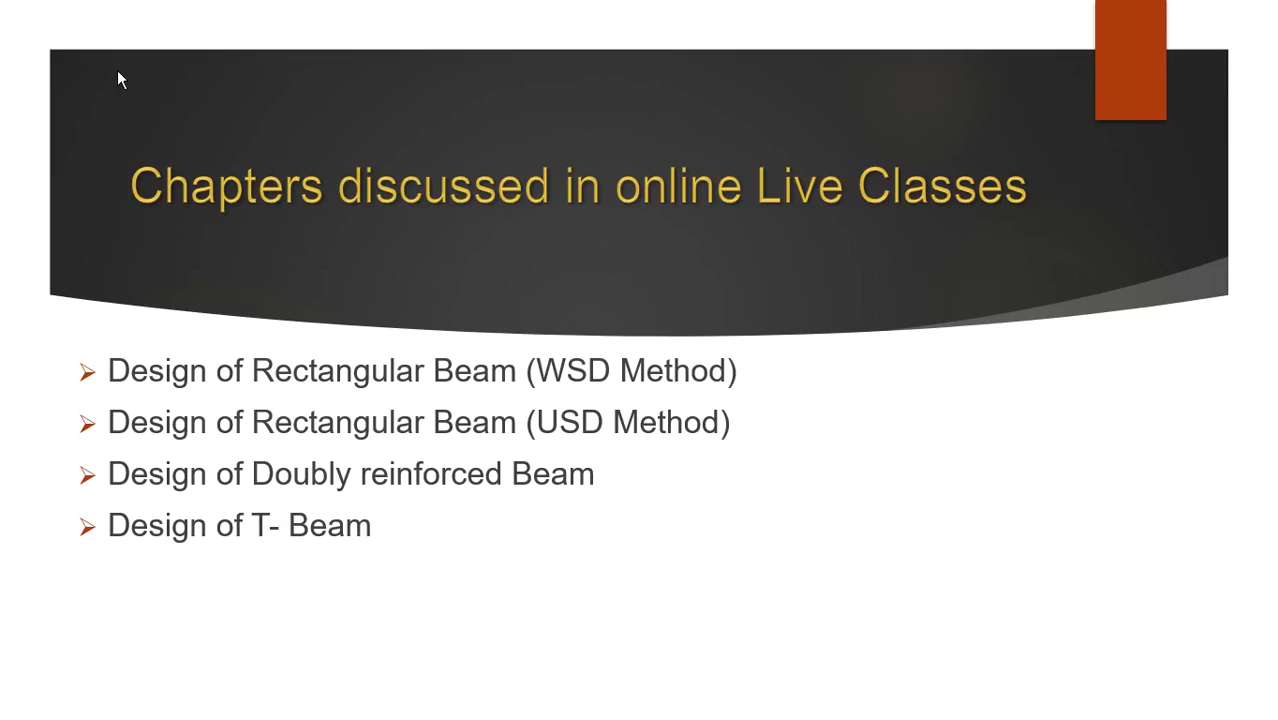 Chapters discussed in online Live Classes
Design of Rectangular Beam (WSD Method)
Design of Rectangular Beam (USD Method)
Design of Doubly reinforced Beam
Design of T- Beam